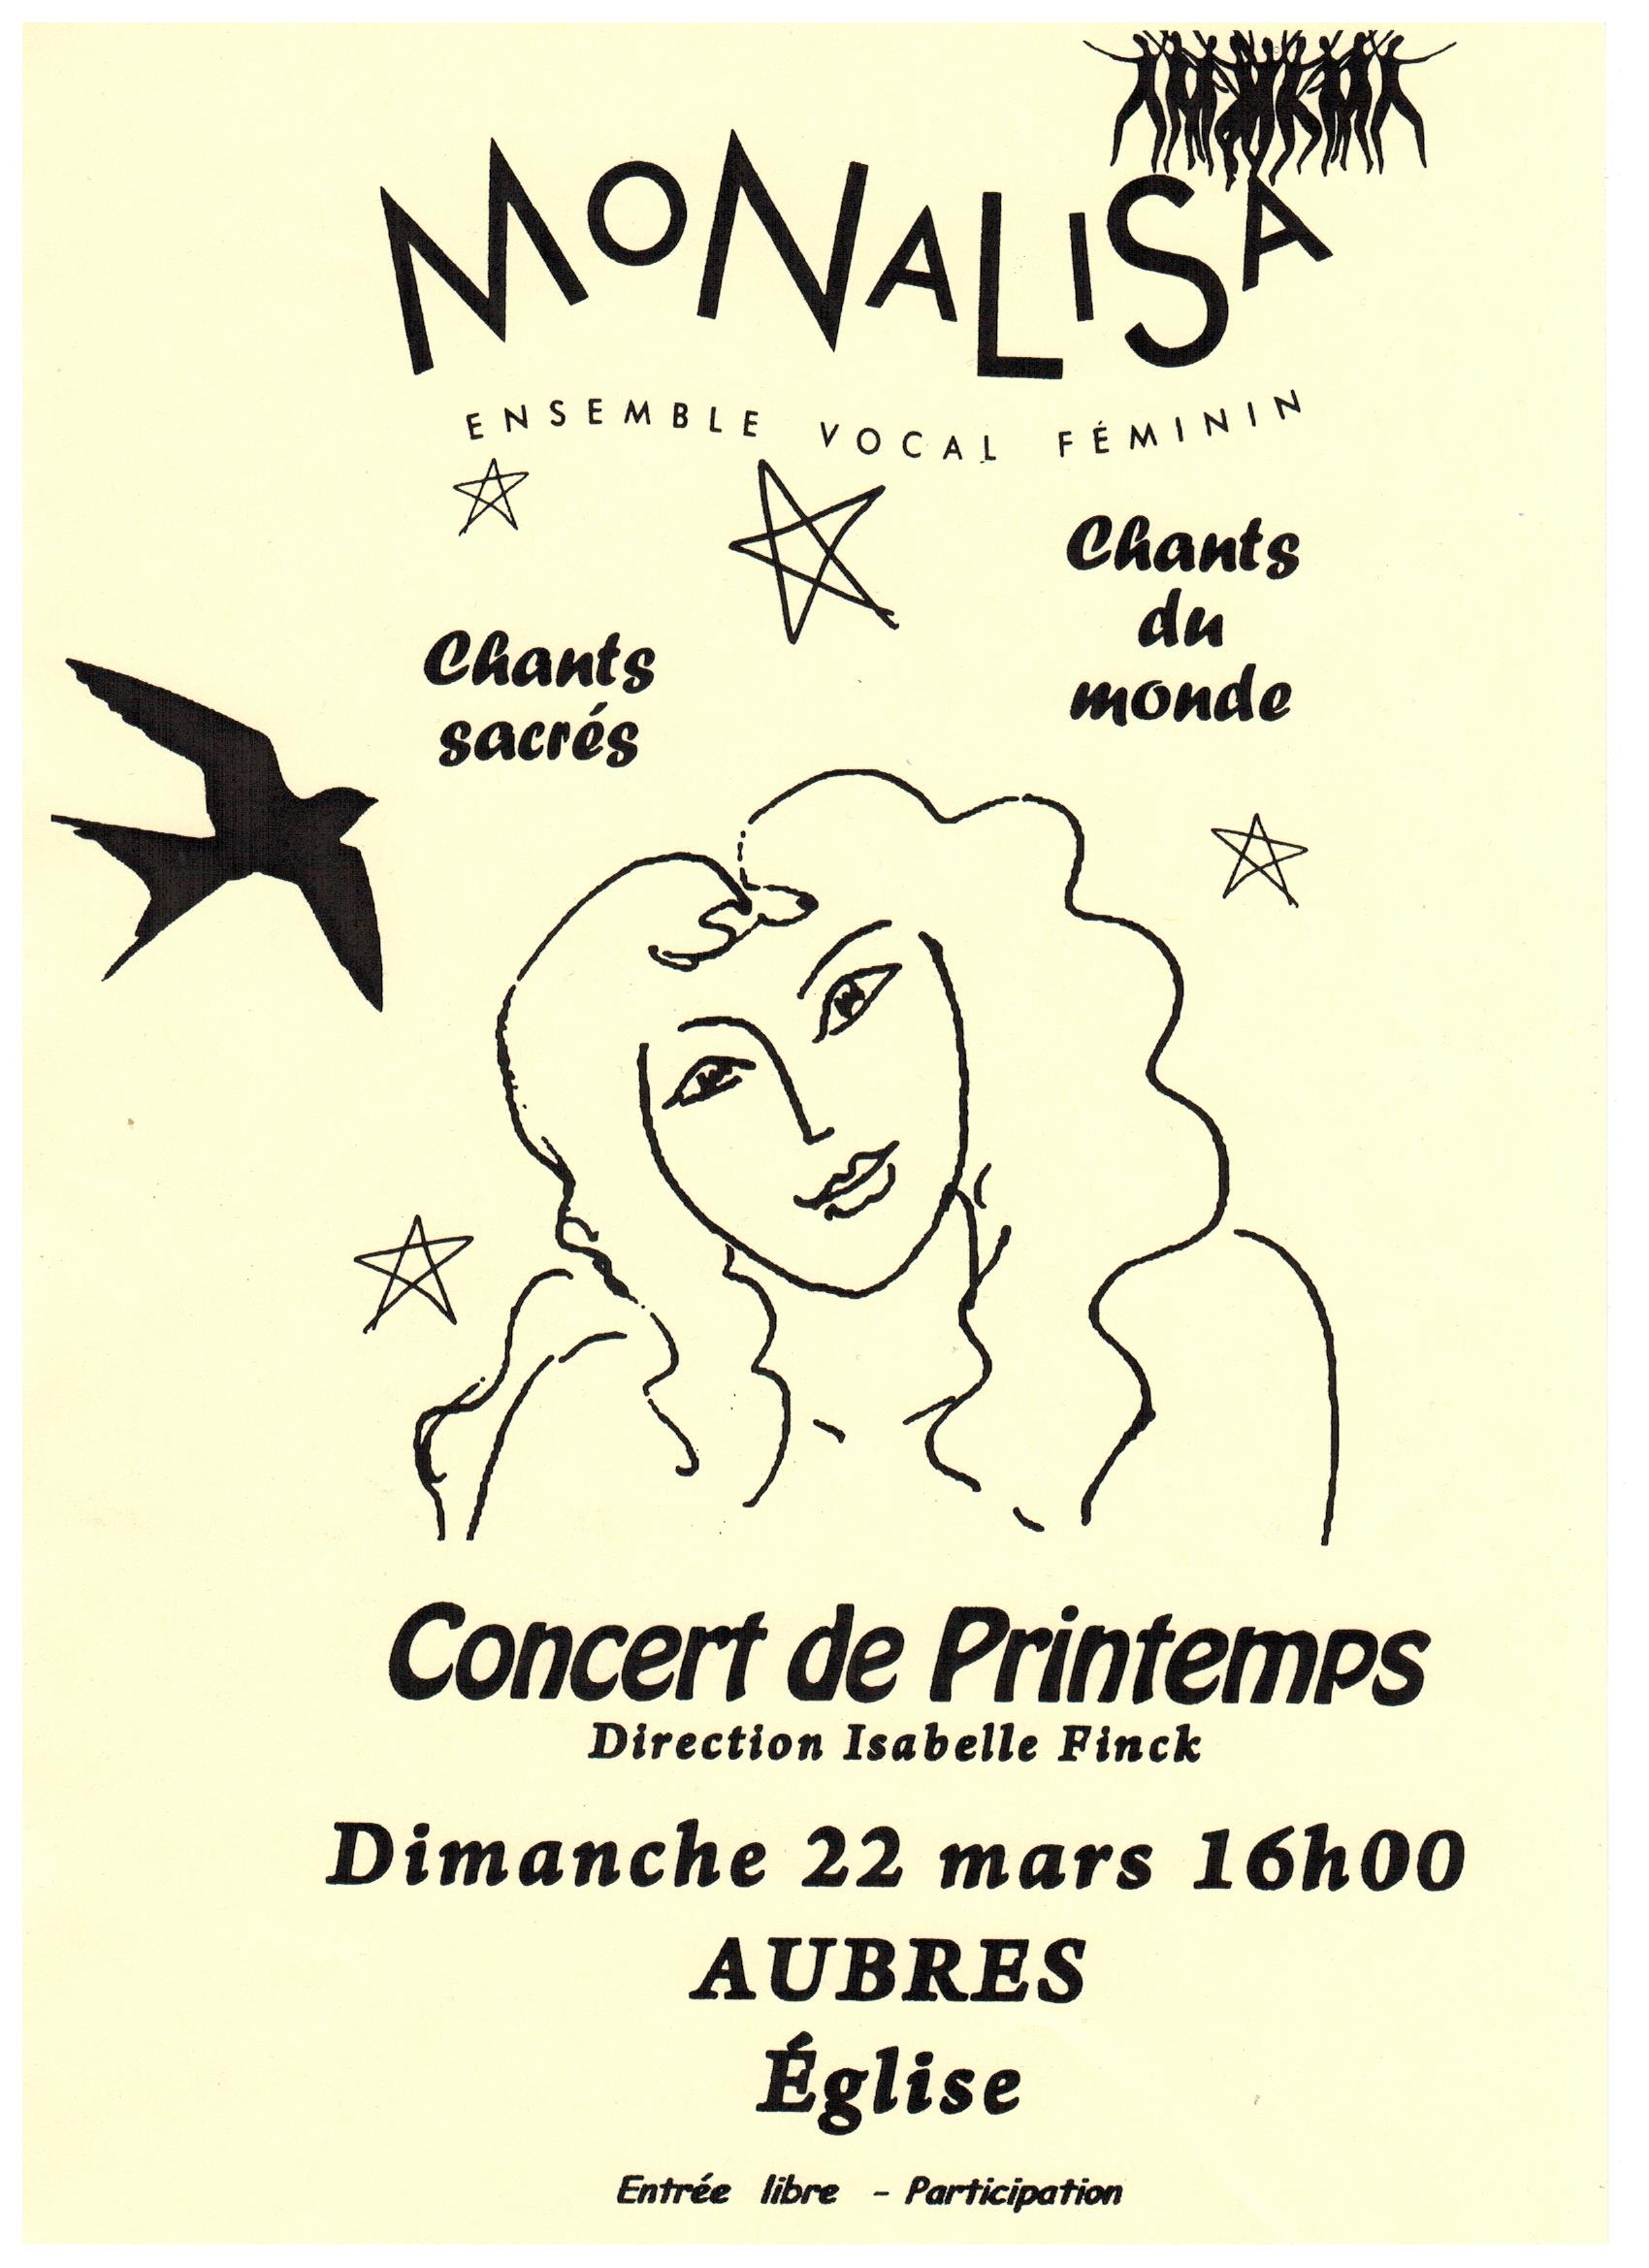 MONALISA
ENSEMBLE VOCAL FÉMININ
Chants
sacrés
Chants
du
monde
Concert de Printemps
Direction Isabelle Finck
Dimanche 22 mars 16h00
AUBRES
Église
Entrée libre - Participation